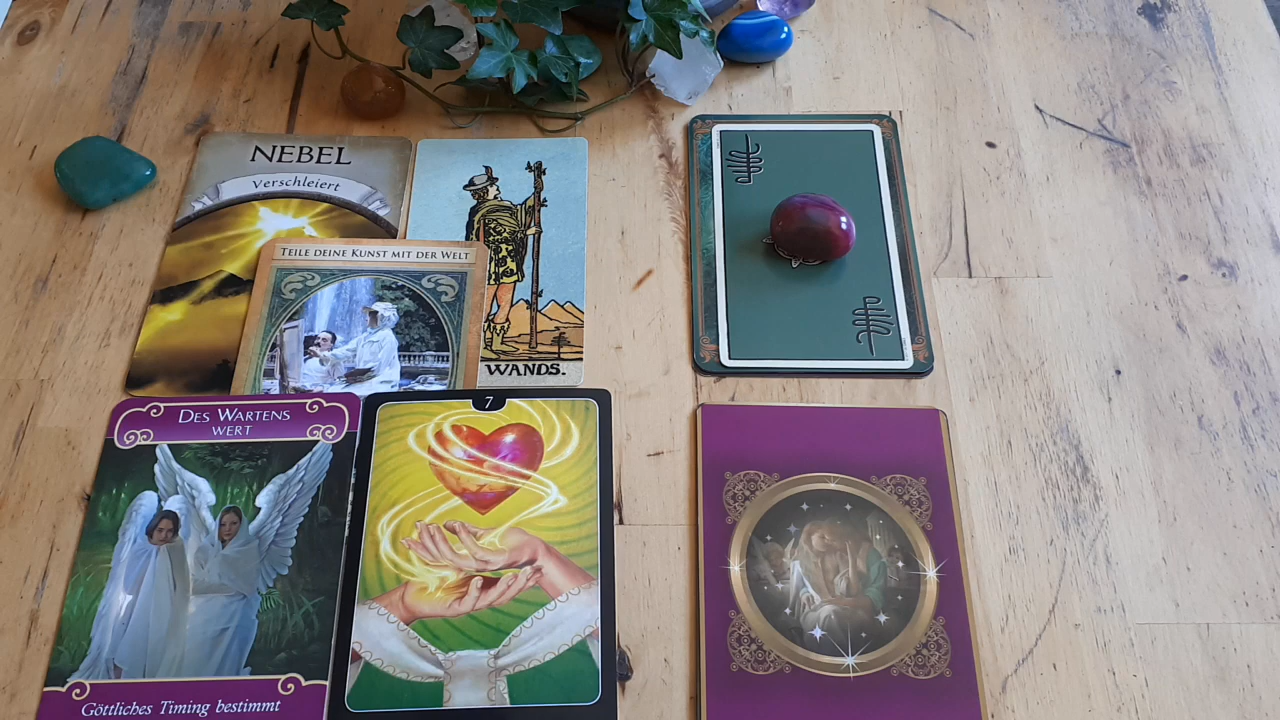 NEBEL
Verschleiert
TEILE DEINE KUNST MIT DER WELT
WANDS.
DES WARTENS
WERT
Göttliches Timing bestimmt
7